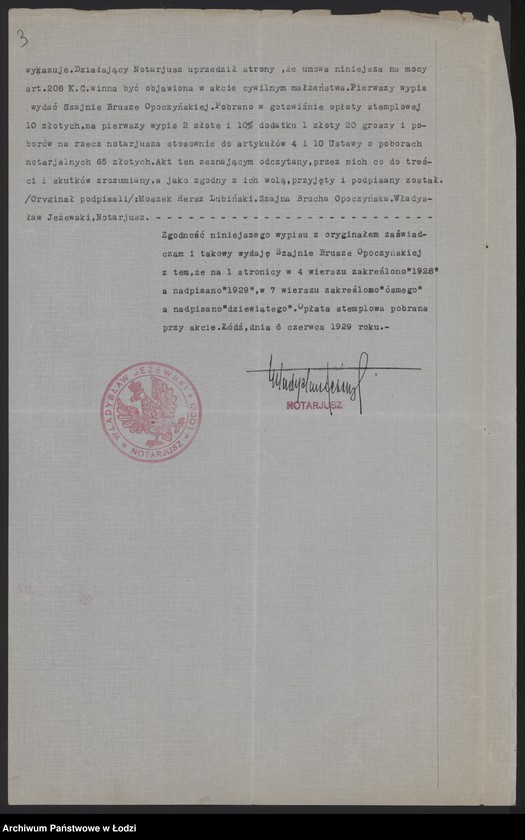 3
wykazuje.Działający Notarjusz uprzedził strony ,że umowa niniejsza na mocy
art.208 K.C.winna być objawiona w akcie cywilnym małżeństwa.Pierwszy wypis
wydać Szajnie Brusze Opoczyńskiej.Pobrano w gotowiźnie opłaty stemplowej
10 złotych,na pierwszy wypis 2 złote i 10% dodatku 1 złoty 20 groszy i po-
borów na rzecz notarjusza stosownie do artykułów 4 i 10 Ustawy o poborach
notarjalnych 65 złotych.Akt ten zeznającym odczytany,przez nich co do treś-
ci i skutków zrozumiany,a jako zgodny z ich wolą,przyjęty i podpisany został.
/Oryginał podpisali/:Moszek Hersz Lubiński.Szajna Brucha Opoczyńska.Władys-
ław Jeżewski,Notarjusz. - - - - - - - - - - - - - - - - - - - - - - - - - -
Zgodność niniejszego wypisu z oryginałem zaświad-
czam i takowy wydaję Szajnie Brusze Opoczyńskiej
z tem,że na 1 stronicy w 4 wierszu zakreślono"1928"
a nadpisano"1929",w 7 wierszu zakreślomo"ósmego"
a nadpisano"dziewiątego".Opłata stemplowa pobrana
przy akcie.Łódź,dnia 6 czerwca 1929 roku.-
NOTARJUSZ
WŁADYSŁAW JEŻEWSKI * ŁÓDŹ * NOTARJUSZ *
Archiwum Państwowe w Łodzi